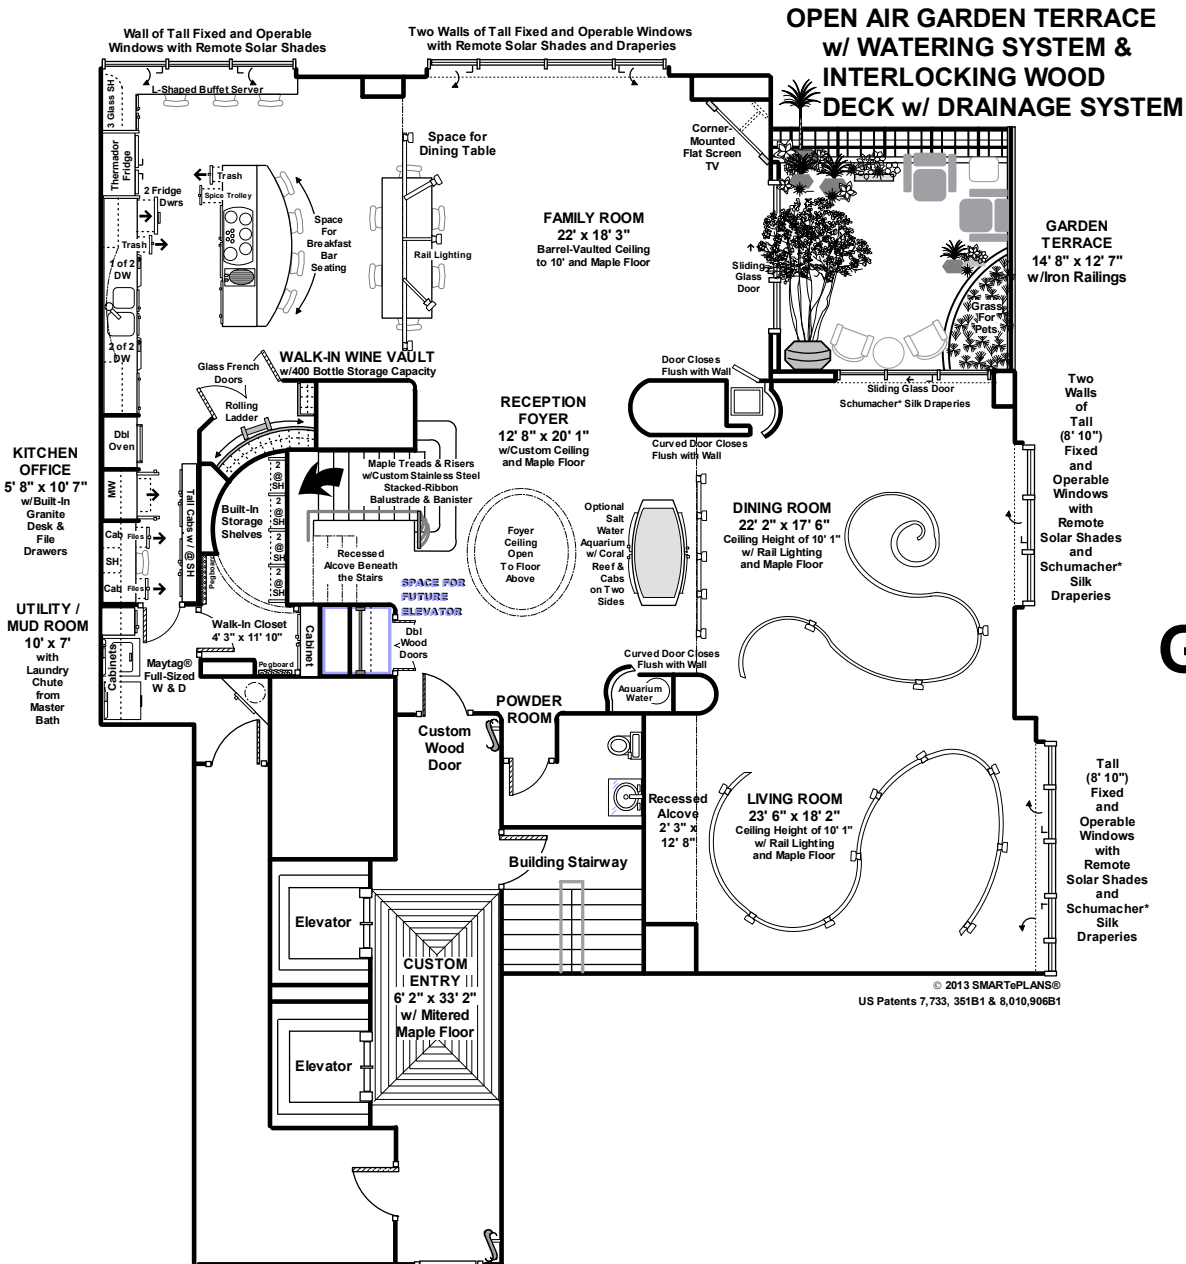 OPEN AIR GARDEN TERRACE
w/ WATERING SYSTEM &
INTERLOCKING WOOD
DECK w/ DRAINAGE SYSTEM
Wall of Tall Fixed and Operable
Windows with Remote Solar Shades
Two Walls of Tall Fixed and Operable Windows
with Remote Solar Shades and Draperies
L-Shaped Buffet Server
3 Glass SH
Thermador
Fridge
2 Fridge
Dwrs
Trash
Spice Trolley
Trash
1 of 2
DW
2 of 2
DW
Space
For
Breakfast
Bar
Seating
Space for
Dining Table
Rail Lighting
Corner-
Mounted
Flat Screen
TV
FAMILY ROOM
22' x 18' 3"
Barrel-Vaulted Ceiling
to 10' and Maple Floor
Sliding
Glass
Door
GARDEN
TERRACE
14' 8" x 12' 7"
w/Iron Railings
Grass
For
Pets
WALK-IN WINE VAULT
w/400 Bottle Storage Capacity
Glass French
Doors
Rolling
Ladder
Door Closes
Flush with Wall
Sliding Glass Door
Schumacher* Silk Draperies
Two
Walls
of
Tall
(8' 10")
Fixed
and
Operable
Windows
with
Remote
Solar Shades
and
Schumacher*
Silk
Draperies
RECEPTION
FOYER
12' 8" x 20' 1"
w/Custom Ceiling
and Maple Floor
Curved Door Closes
Flush with Wall
Dbl
Oven
KITCHEN
OFFICE
5' 8" x 10' 7"
w/Built-In
Granite
Desk &
File
Drawers
MW
Cab
Files
SH
Cab
Files
Tall Cabs w/ @ SH
Built-In
Storage
Shelves
Pegboard
2
@
SH
2
@
SH
2
@
SH
2
@
SH
Maple Treads & Risers
w/Custom Stainless Steel
Stacked-Ribbon
Balustrade & Banister
Recessed
Alcove Beneath
the Stairs
Foyer
Ceiling
Open
To Floor
Above
Optional
Salt
Water
Aquarium
w/ Coral
Reef &
Cabs
on Two
Sides
DINING ROOM
22' 2" x 17' 6"
Ceiling Height of 10' 1"
w/ Rail Lighting
and Maple Floor
SPACE FOR
FUTURE
ELEVATOR
UTILITY /
MUD ROOM
10' x 7'
with
Laundry
Chute
from
Master
Bath
Cabinets
Maytag®
Full-Sized
W & D
Walk-In Closet
4' 3" x 11' 10"
Pegboard
Cabinet
Dbl
Wood
Doors
Curved Door Closes
Flush with Wall
Aquarium
Water
G
POWDER
ROOM
Custom
Wood
Door
Recessed
Alcove
2' 3" x
12' 8"
LIVING ROOM
23' 6" x 18' 2"
Ceiling Height of 10' 1"
w/ Rail Lighting
and Maple Floor
Tall
(8' 10")
Fixed
and
Operable
Windows
with
Remote
Solar Shades
and
Schumacher*
Silk
Draperies
Building Stairway
Elevator
CUSTOM
ENTRY
6' 2" x 33' 2"
w/ Mitered
Maple Floor
Elevator
© 2013 SMARTePLANS®
US Patents 7,733, 351B1 & 8,010,906B1